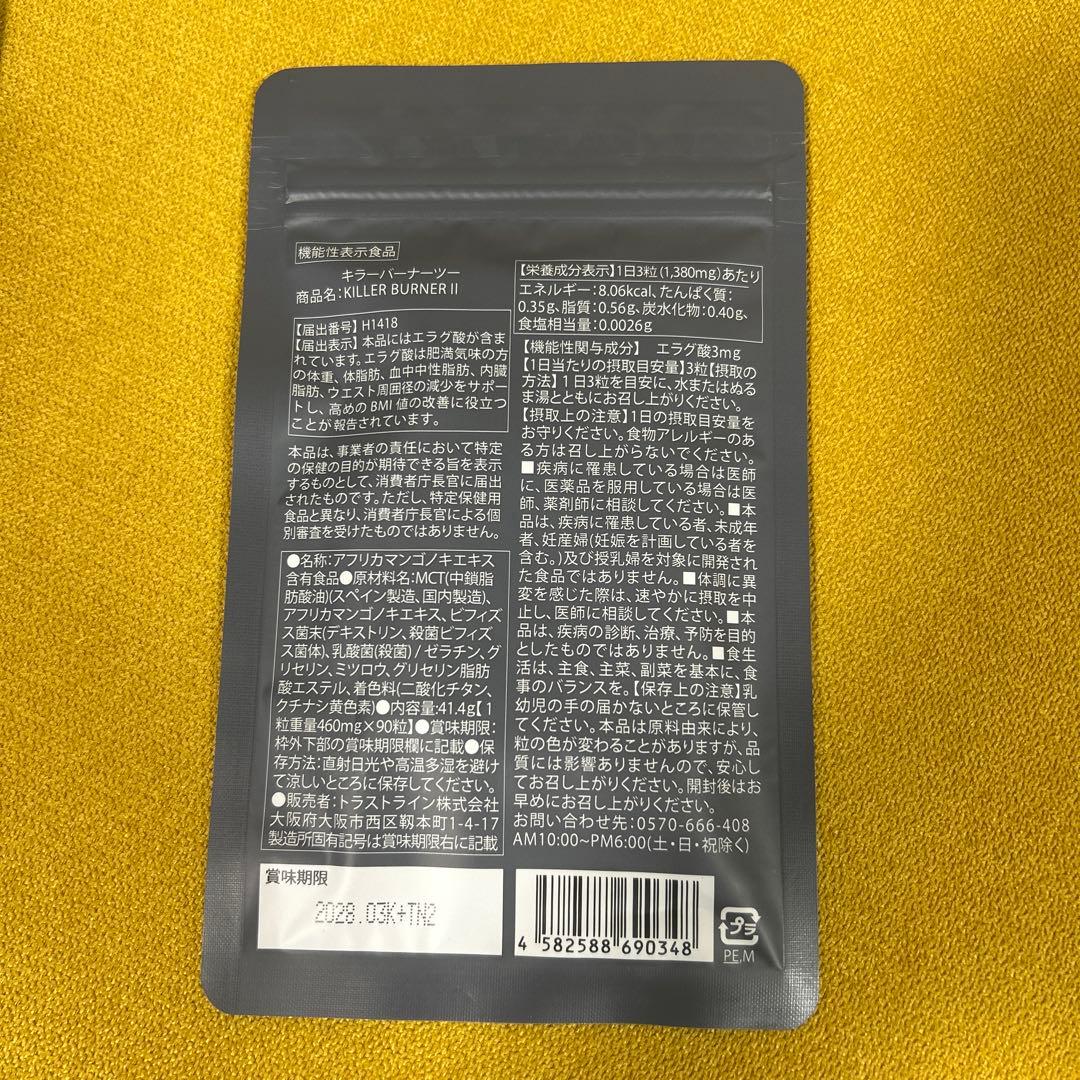 機能性表示食品
キラーバーナーツー
商品名:KILLER BURNER II
【届出番号】H1418
【届出表示】本品にはエラグ酸が含ま
れています。エラグ酸は肥満気味の方
の体重、体脂肪、血中中性脂肪、内臓
脂肪、ウエスト周囲径の減少をサポー
トし、高めのBMI値の改善に役立つ
ことが報告されています。
本品は、事業者の責任において特定
の保健の目的が期待できる旨を表示
するものとして、消費者庁長官に届出
されたものです。ただし、特定保健用
食品と異なり、消費者庁長官による個
別審査を受けたものではありません。
●名称:アフリカマンゴノキエキス
含有食品●原材料名:MCT(中鎖脂
肪酸油)(スペイン製造、国内製造)、
アフリカマンゴノキエキス、ビフィズ
ス菌末(デキストリン、殺菌ビフィズ
ス菌体)、乳酸菌(殺菌)/ゼラチン、グ
リセリン、ミツロウ、グリセリン脂肪
酸エステル、着色料(二酸化チタン、
クチナシ黄色素)●内容量:41.4g【1
粒重量460mg×90粒】●賞味期限:
枠外下部の賞味期限欄に記載●保
存方法:直射日光や高温多湿を避け
て涼しいところに保存してください。
●販売者:トラストライン株式会社
大阪府大阪市西区靱本町1-4-17
製造所固有記号は賞味期限右に記載
【栄養成分表示】1日3粒(1,380mg)あたり
エネルギー:8.06kcal、たんぱく質:
0.35g、脂質:0.56g、炭水化物:0.40g、
食塩相当量:0.0026g
【機能性関与成分】 エラグ酸3mg
【1日当たりの摂取目安量】3粒【摂取の
方法】1日3粒を目安に、水またはぬる
ま湯とともにお召し上がりください。
【摂取上の注意】1日の摂取目安量を
お守りください。食物アレルギーのあ
る方は召し上がらないでください。
■疾病に罹患している場合は医師
に、医薬品を服用している場合は医
師、薬剤師に相談してください。■本
品は、疾病に罹患している者、未成年
者、妊産婦(妊娠を計画している者を
含む。)及び授乳婦を対象に開発され
た食品ではありません。■体調に異
変を感じた際は、速やかに摂取を中
止し、医師に相談してください。■本
品は、疾病の診断、治療、予防を目的
としたものではありません。■食生
活は、主食、主菜、副菜を基本に、食
事のバランスを。【保存上の注意】乳
幼児の手の届かないところに保管し
てください。本品は原料由来により、
粒の色が変わることがありますが、品
質には影響ありませんので、安心し
てお召し上がりください。開封後はお
早めにお召し上がりください。
お問い合わせ先:0570-666-408
AM10:00~PM6:00(土・日・祝除く)
賞味期限
2028.03K+TN2
4 582588 690348
プラ
PE,M